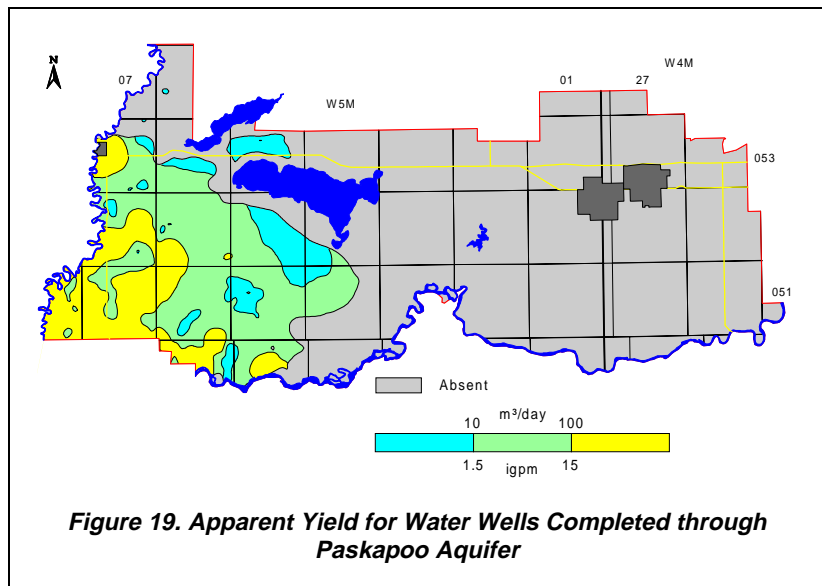 N
07
W5M
01
27
W4M
053
051
Absent
m³/day
10
100
1.5
igpm
15
Figure 19. Apparent Yield for Water Wells Completed through
Paskapoo Aquifer